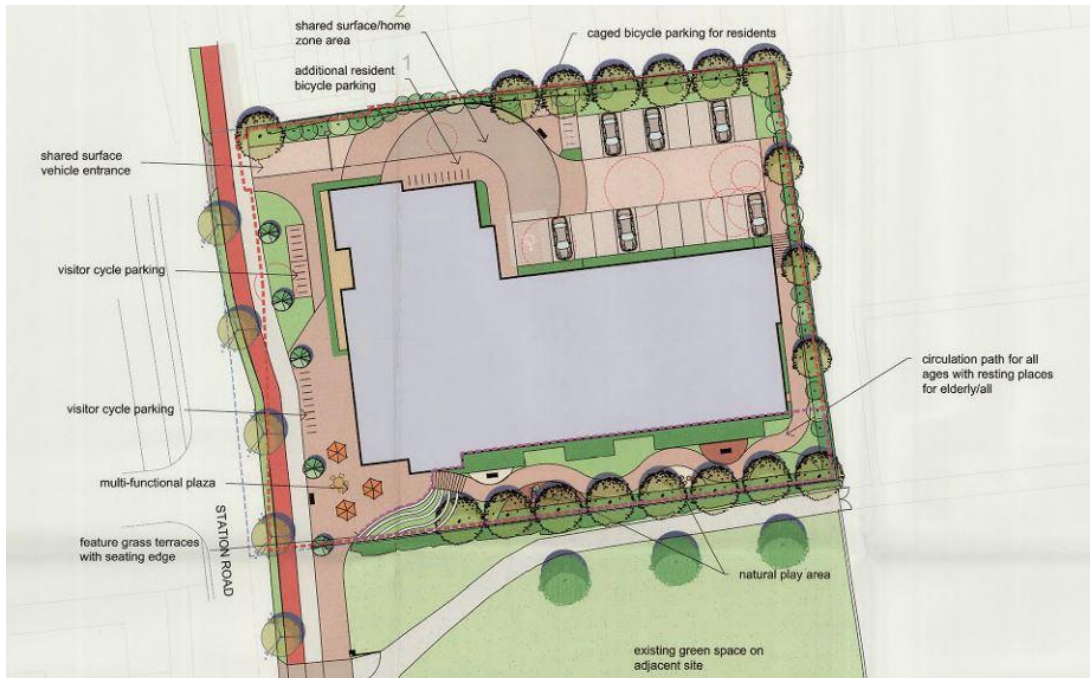 2
shared surface/home
zone area
caged bicycle parking for residents
1
additional resident
bicycle parking
shared surface
vehicle entrance
visitor cycle parking
circulation path for all
ages with resting places
for elderly/all
visitor cycle parking
multi-functional plaza
STATION ROAD
feature grass terraces
with seating edge
natural play area
existing green space on
adjacent site